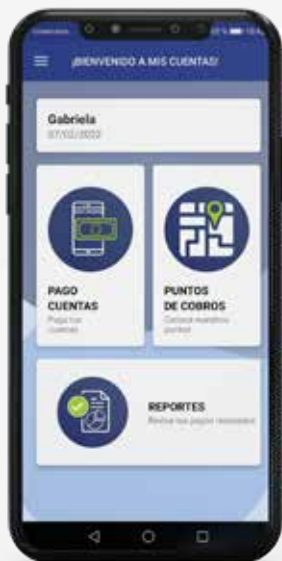 ¡BIENVENIDO A MIS CUENTAS!
Gabriela
07/02/2022
PAGO
CUENTAS
Paga tus
cuentas
PUNTOS
DE COBROS
Conoce nuestros
puntos
REPORTES
Revisa tus pagos realizados